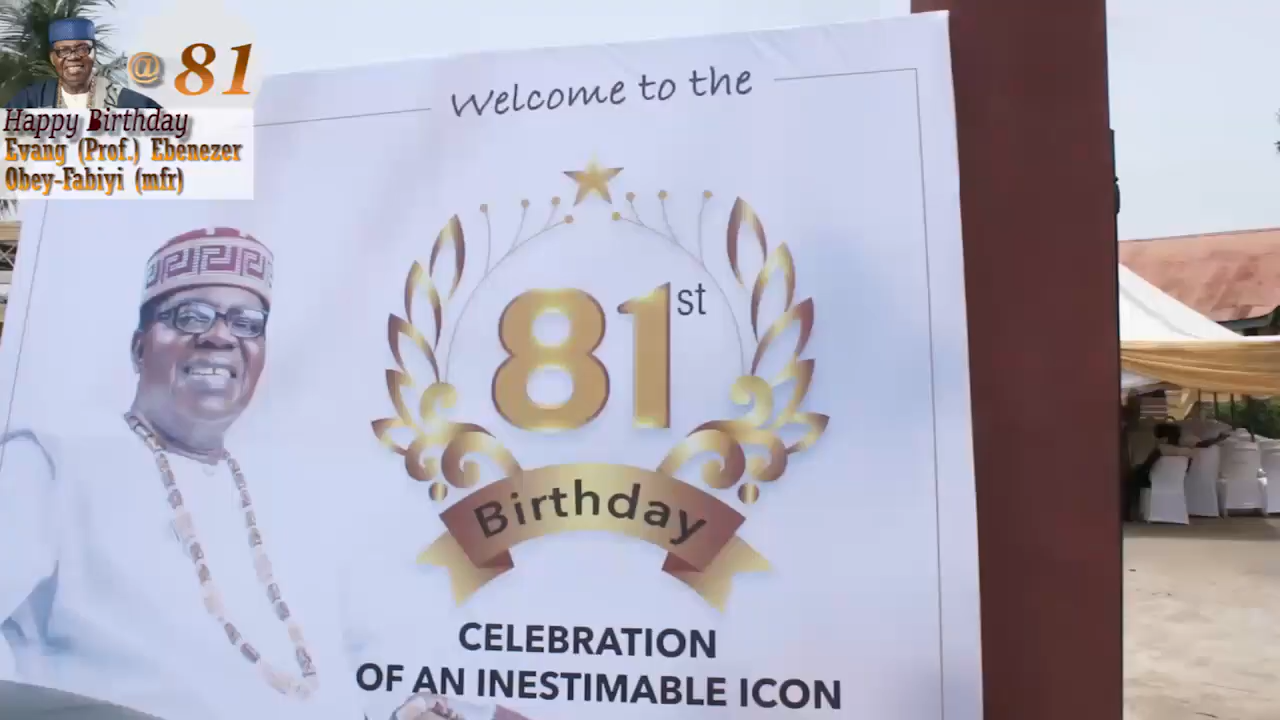 @ 81
Happy Birthday
Evang (Prof.) Ebenezer
Obey-Fabiyi (mfr)
Welcome to the
81st
Birthday
CELEBRATION
OF AN INESTIMABLE ICON